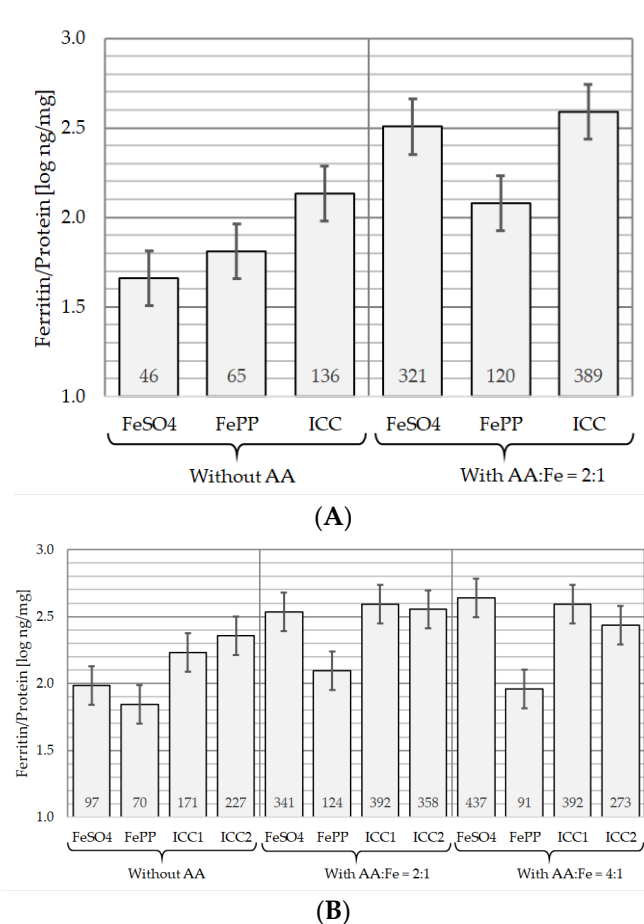 Ferritin/Protein [log ng/mg]
3.0
2.5
2.0
1.5
1.0
46 65 136 321 120 389
FeSO4 FePP ICC FeSO4 FePP ICC
Without AA With AA:Fe = 2:1
(A)
Ferritin/Protein [log ng/mg]
3.0
2.5
2.0
1.5
1.0
97 70 171 227 341 124 392 358 437 91 392 273
FeSO4 FePP ICC1 ICC2 FeSO4 FePP ICC1 ICC2 FeSO4 FePP ICC1 ICC2
Without AA With AA:Fe = 2:1 With AA:Fe = 4:1
(B)